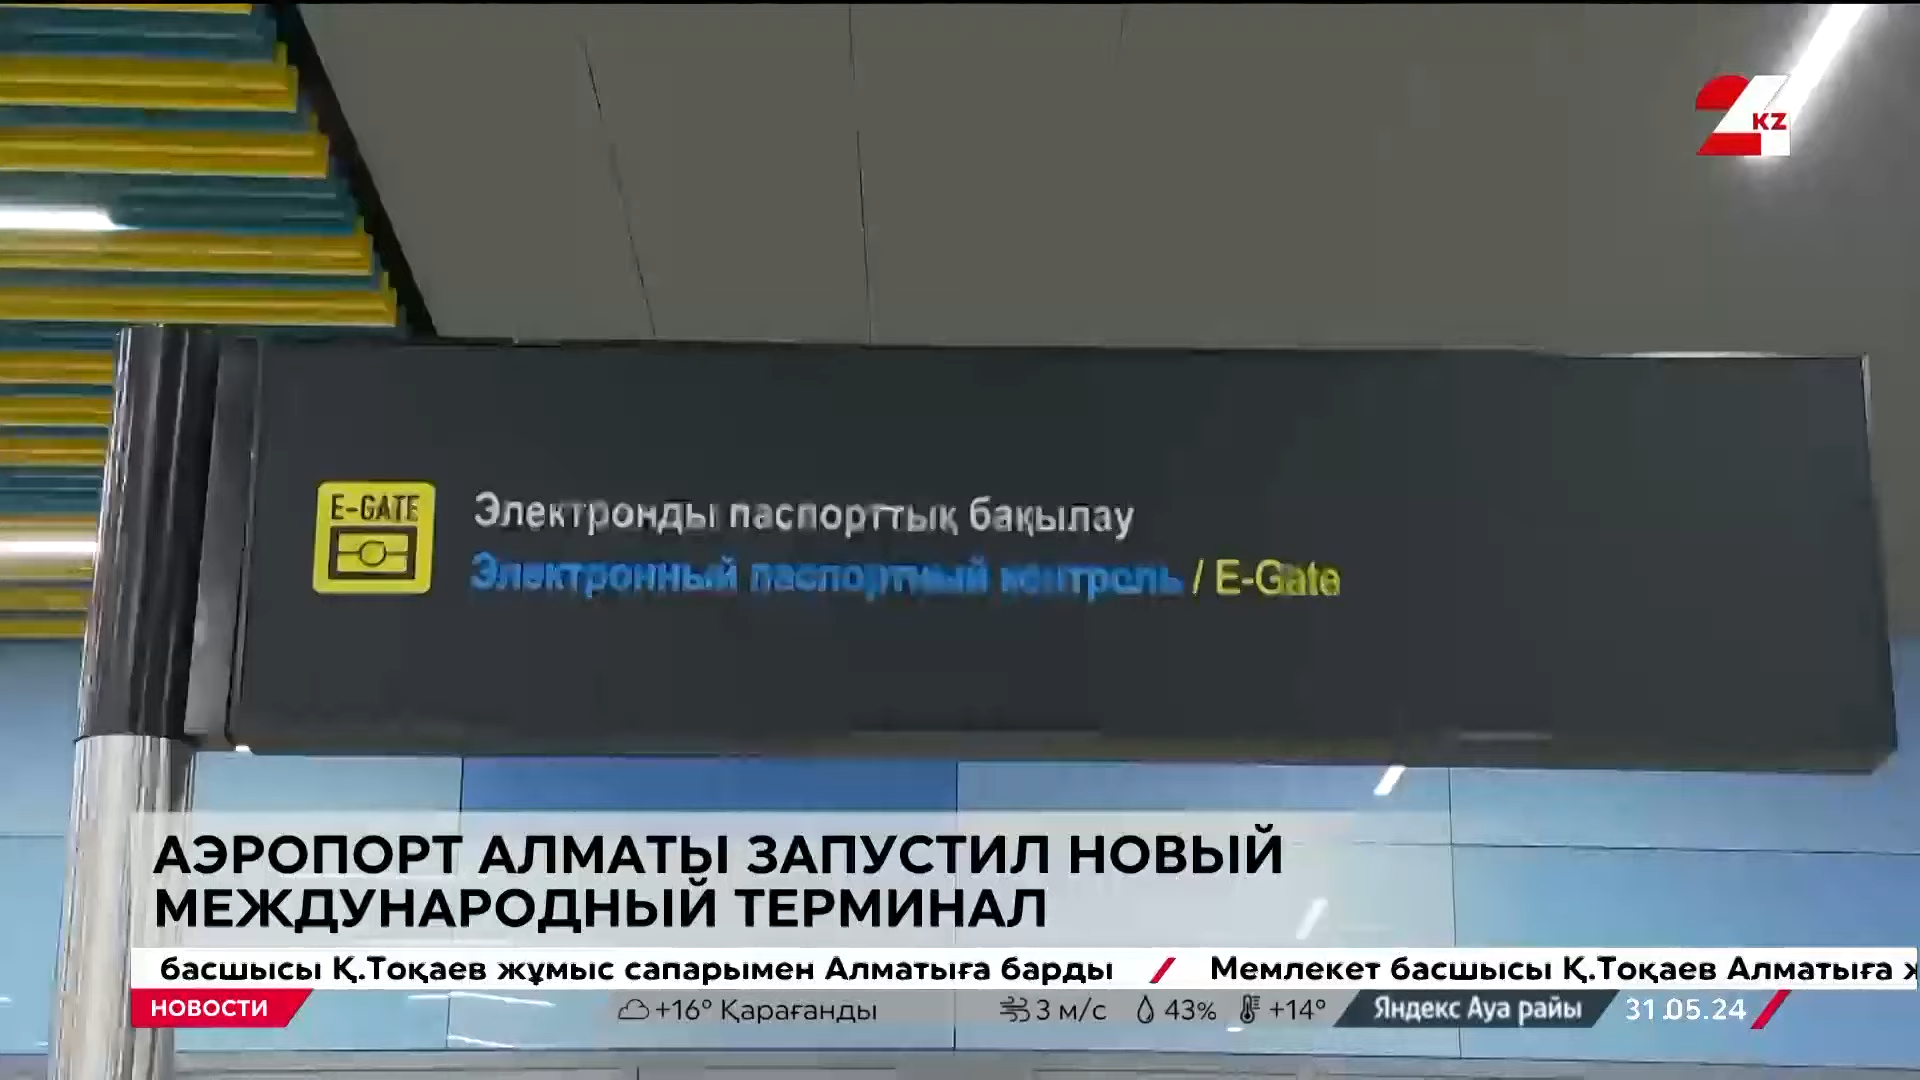 24 KZ
E-GATE
Электронды паспорттық бақылау
Электронный паспортный контроль / E-Gate
АЭРОПОРТ АЛМАТЫ ЗАПУСТИЛ НОВЫЙ
МЕЖДУНАРОДНЫЙ ТЕРМИНАЛ
басшысы Қ.Тоқаев жұмыс сапарымен Алматыға барды / Мемлекет басшысы Қ.Тоқаев Алматыға
НОВОСТИ +16° Қарағанды 3 м/с 43% +14° Яндекс Ауа райы 31.05.24